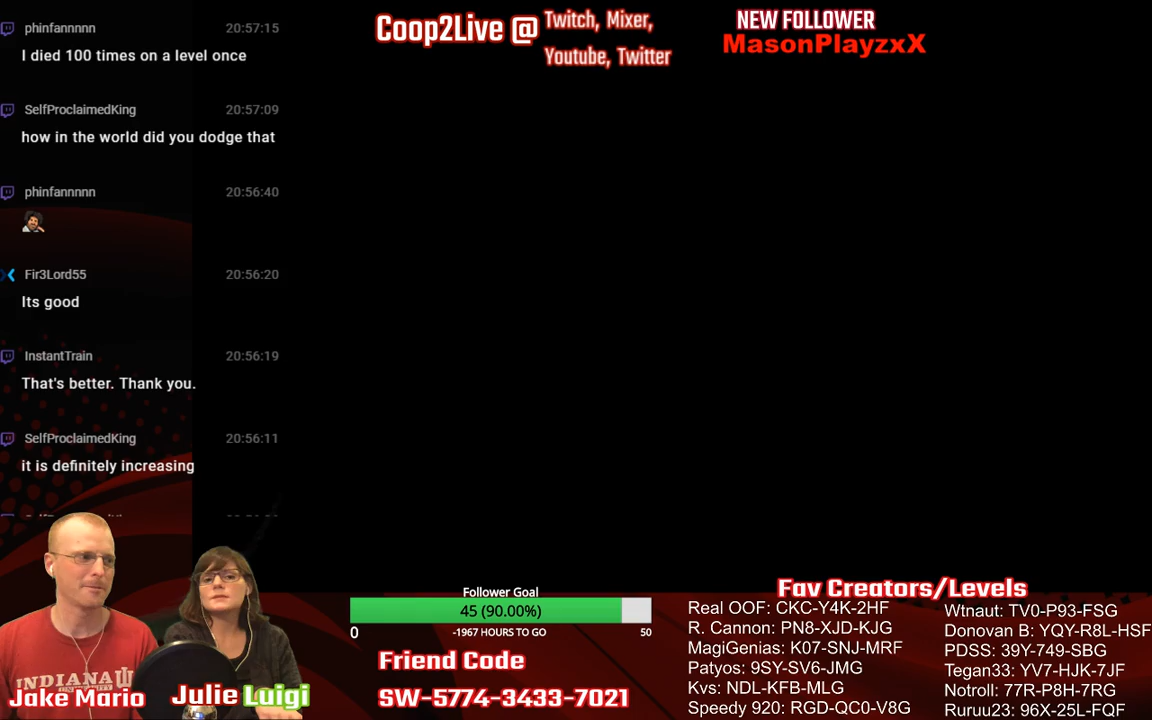 phinfannnnn 20:57:15
I died 100 times on a level once
SelfProclaimedKing 20:57:09
how in the world did you dodge that
phinfannnnn 20:56:40
Fir3Lord55 20:56:20
Its good
InstantTrain 20:56:19
That's better. Thank you.
SelfProclaimedKing 20:56:11
it is definitely increasing
Coop2Live @ Twitch, Mixer,
Youtube, Twitter
NEW FOLLOWER
MasonPlayzxX
INDIANA
Jake Mario
Julie Luigi
Follower Goal
45 (90.00%)
0 -1967 HOURS TO GO 50
Friend Code
SW-5774-3433-7021
Fav Creators/Levels
Real OOF: CKC-Y4K-2HF
R. Cannon: PN8-XJD-KJG
MagiGenias: K07-SNJ-MRF
Patyos: 9SY-SV6-JMG
Kvs: NDL-KFB-MLG
Speedy 920: RGD-QC0-V8G
Wtnaut: TV0-P93-FSG
Donovan B: YQY-R8L-HSF
PDSS: 39Y-749-SBG
Tegan33: YV7-HJK-7JF
Notroll: 77R-P8H-7RG
Ruruu23: 96X-25L-FQF